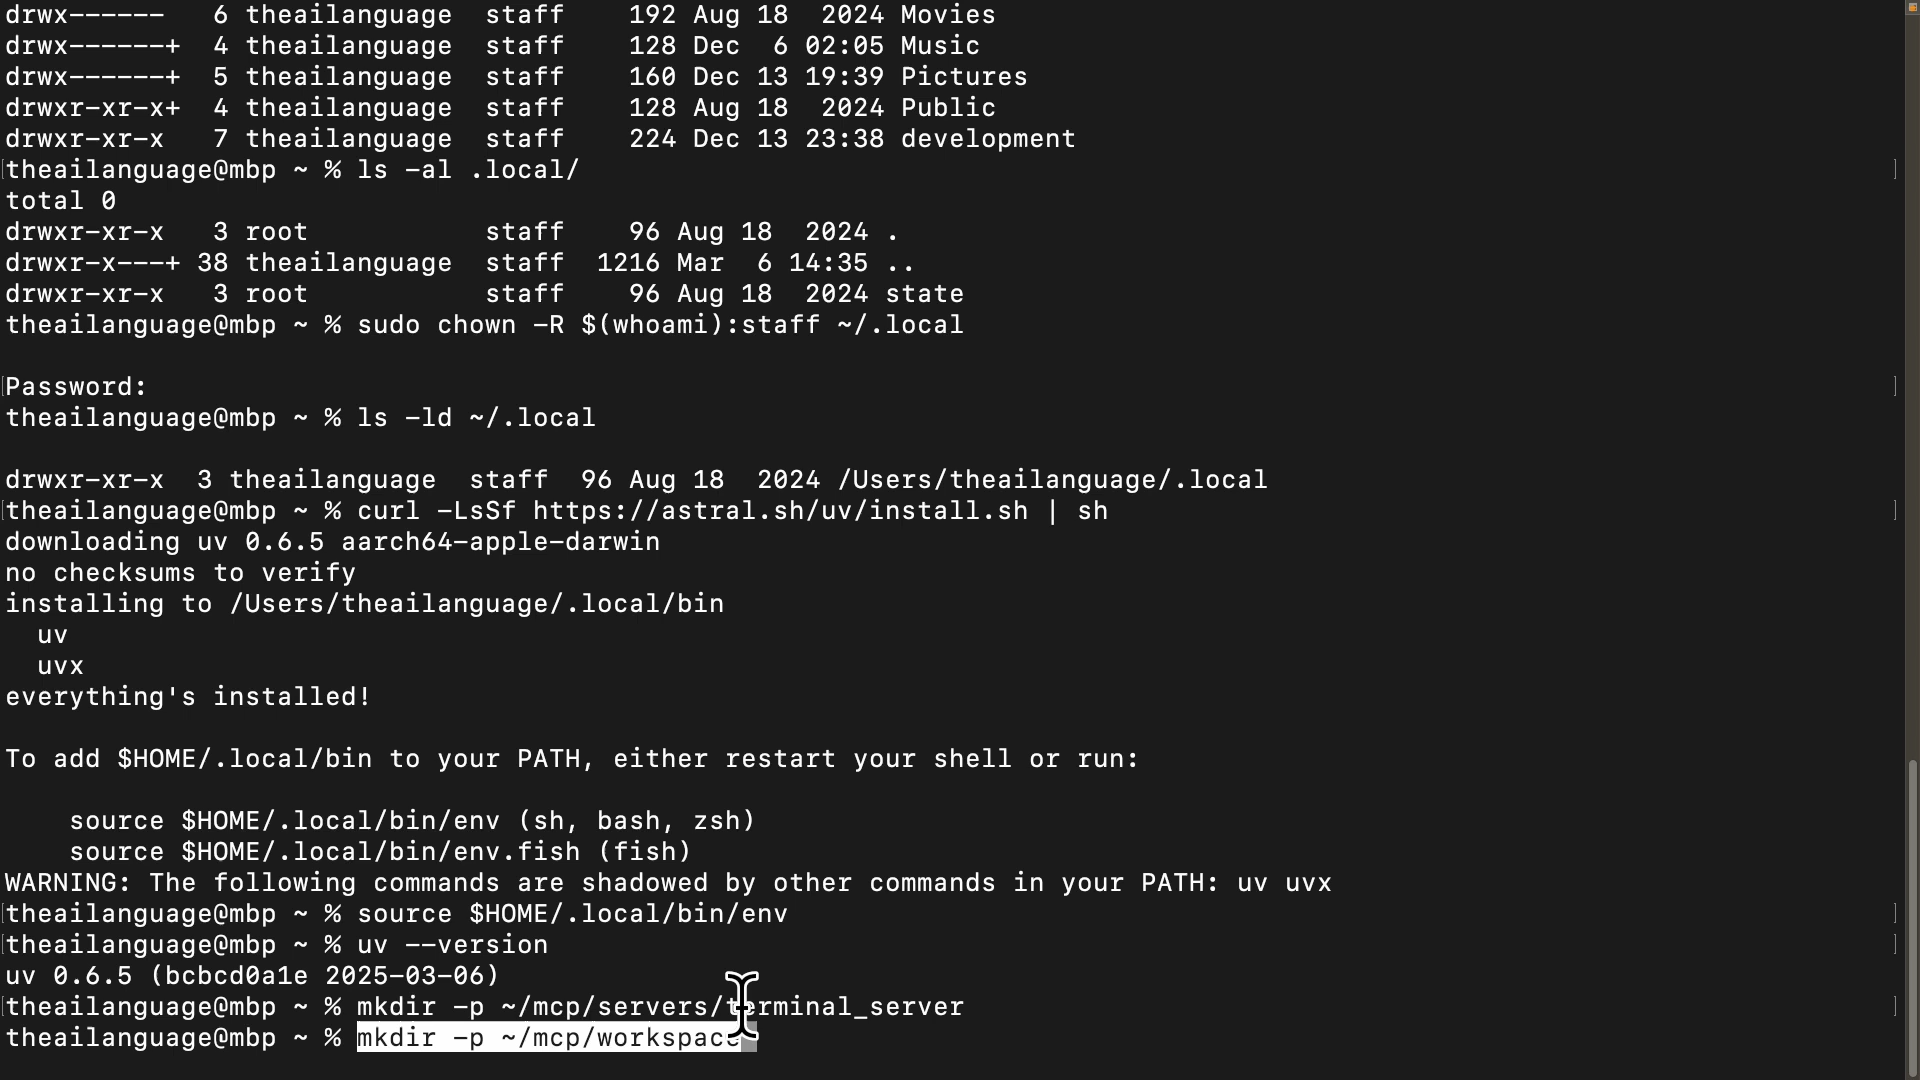 drwx------   6 theailanguage  staff    192 Aug 18  2024 Movies
drwx------+  4 theailanguage  staff    128 Dec  6 02:05 Music
drwx------+  5 theailanguage  staff    160 Dec 13 19:39 Pictures
drwxr-xr-x+  4 theailanguage  staff    128 Aug 18  2024 Public
drwxr-xr-x   7 theailanguage  staff    224 Dec 13 23:38 development
[theailanguage@mbp ~ % ls -al .local/ ]
total 0
drwxr-xr-x   3 root           staff    96 Aug 18  2024 .
drwxr-x---+ 38 theailanguage  staff  1216 Mar  6 14:35 ..
drwxr-xr-x   3 root           staff    96 Aug 18  2024 state
theailanguage@mbp ~ % sudo chown -R $(whoami):staff ~/.local
[Password: ]
theailanguage@mbp ~ % ls -ld ~/.local
drwxr-xr-x  3 theailanguage  staff  96 Aug 18  2024 /Users/theailanguage/.local
[theailanguage@mbp ~ % curl -LsSf https://astral.sh/uv/install.sh | sh ]
downloading uv 0.6.5 aarch64-apple-darwin
no checksums to verify
installing to /Users/theailanguage/.local/bin
  uv
  uvx
everything's installed!
To add $HOME/.local/bin to your PATH, either restart your shell or run:
    source $HOME/.local/bin/env (sh, bash, zsh)
    source $HOME/.local/bin/env.fish (fish)
WARNING: The following commands are shadowed by other commands in your PATH: uv uvx
[theailanguage@mbp ~ % source $HOME/.local/bin/env ]
[theailanguage@mbp ~ % uv --version ]
uv 0.6.5 (bcbcd0a1e 2025-03-06)
[theailanguage@mbp ~ % mkdir -p ~/mcp/servers/terminal_server ]
theailanguage@mbp ~ % mkdir -p ~/mcp/workspace